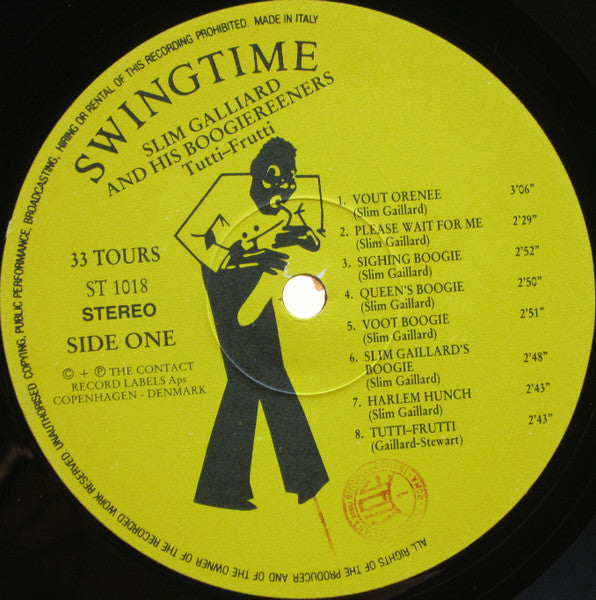 ALL RIGHTS OF THE PRODUCER AND OF THE OWNER OF THE RECORDED WORK RESERVED. UNAUTHORISED COPYING, PUBLIC PERFORMANCE, BROADCASTING, HIRING OR RENTAL OF THIS RECORDING PROHIBITED. MADE IN ITALY
SWINGTIME
SLIM GALLIARD
AND HIS BOOGIEREENERS
Tutti-Frutti
33 TOURS
ST 1018
STEREO
SIDE ONE
© + ℗ THE CONTACT
RECORD LABELS Aps
COPENHAGEN - DENMARK
1. VOUT ORENEE 3'06"
(Slim Gaillard)
2. PLEASE WAIT FOR ME 2'29"
(Slim Gaillard)
3. SIGHING BOOGIE 2'52"
(Slim Gaillard)
4. QUEEN'S BOOGIE 2'50"
(Slim Gaillard)
5. VOOT BOOGIE 2'51"
(Slim Gaillard)
6. SLIM GAILLARD'S
BOOGIE 2'48"
(Slim Gaillard)
7. HARLEM HUNCH 2'43"
(Slim Gaillard)
8. TUTTI-FRUTTI 2'43"
(Gaillard-Stewart)